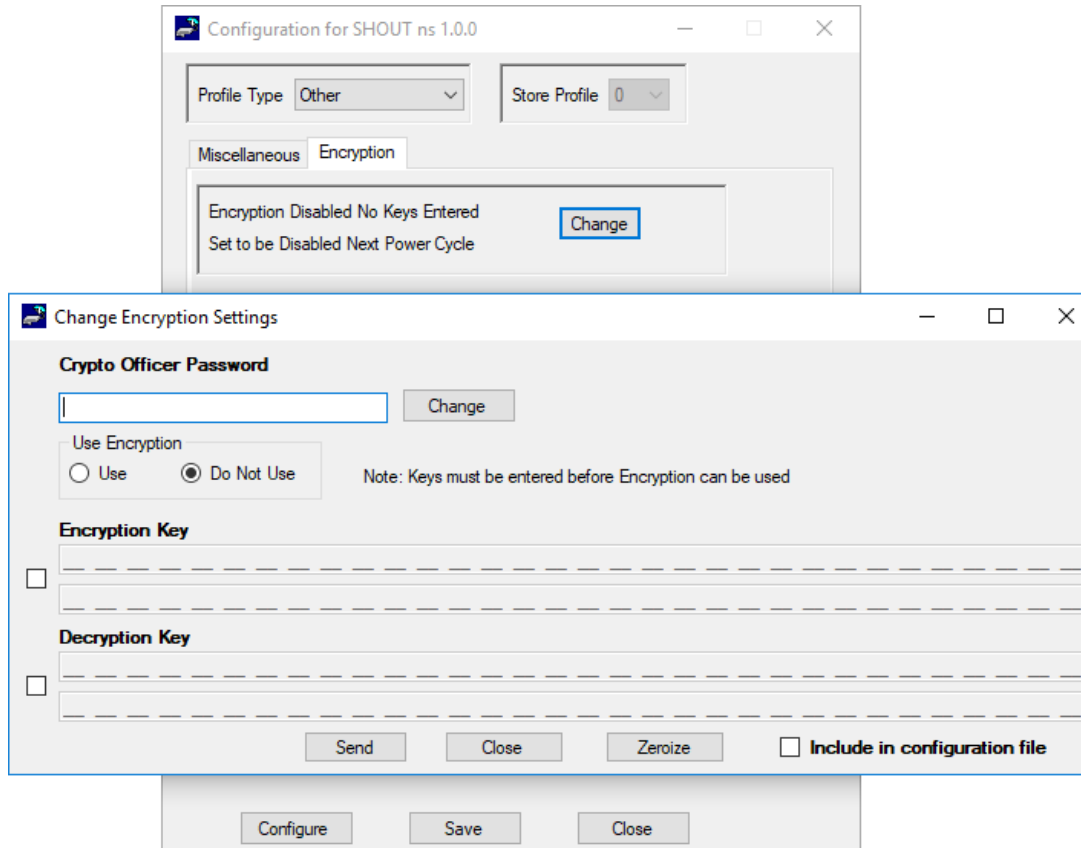 Configuration for SHOUT ns 1.0.0
Profile Type Other Store Profile 0
Miscellaneous Encryption
Encryption Disabled No Keys Entered
Set to be Disabled Next Power Cycle
Change
Change Encryption Settings
Crypto Officer Password
Change
Use Encryption
Use Do Not Use Note: Keys must be entered before Encryption can be used
Encryption Key
Decryption Key
Send Close Zeroize Include in configuration file
Configure Save Close